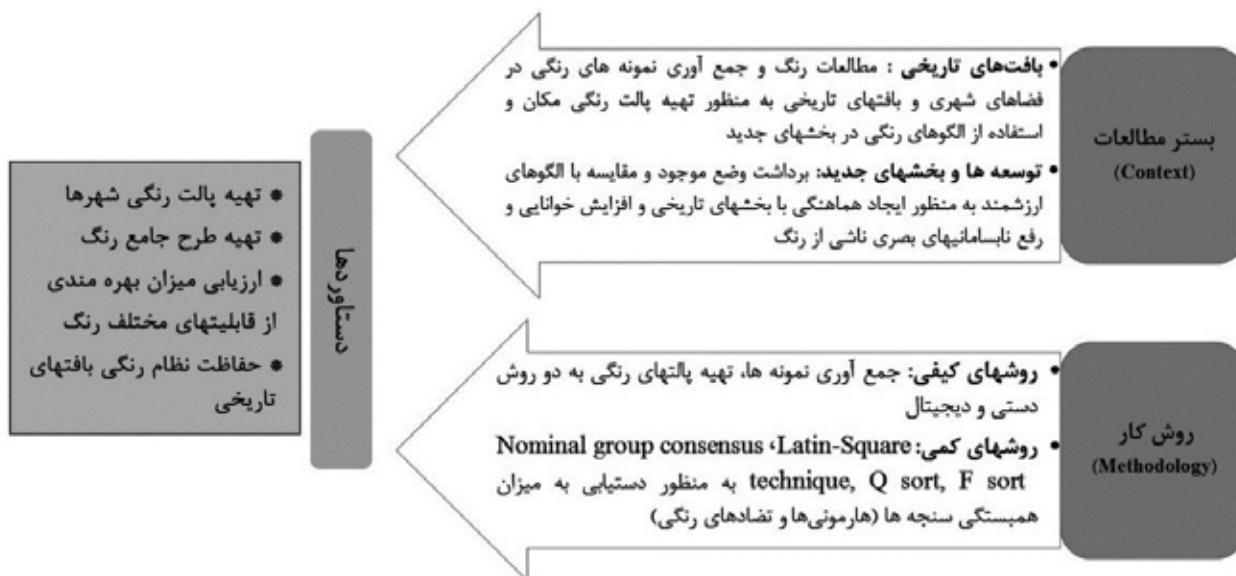 بستر مطالعات
(Context)
•بافت‌های تاریخی : مطالعات رنگ و جمع آوری نمونه های رنگی در
فضاهای شهری و بافتهای تاریخی به منظور تهیه پالت رنگی مکان و
استفاده از الگوهای رنگی در بخشهای جدید
• توسعه ها و بخشهای جدید: برداشت وضع موجود و مقایسه با الگوهای
ارزشمند به منظور ایجاد هماهنگی با بخشهای تاریخی و افزایش خوانایی و
رفع نابسامانیهای بصری ناشی از رنگ
روش کار
(Methodology)
• روشهای کیفی: جمع آوری نمونه ها، تهیه پالتهای رنگی به دو روش
دستی و دیجیتال
• روشهای کمی: Nominal group consensus ،Latin-Square
technique, Q sort, F sort به منظور دستیابی به میزان
همبستگی سنجه ها (هارمونی‌ها و تضادهای رنگی)
دستاوردها
* تهیه پالت رنگی شهرها
* تهیه طرح جامع رنگ
* ارزیابی میزان بهره مندی
از قابلیتهای مختلف رنگ
* حفاظت نظام رنگی بافتهای
تاریخی